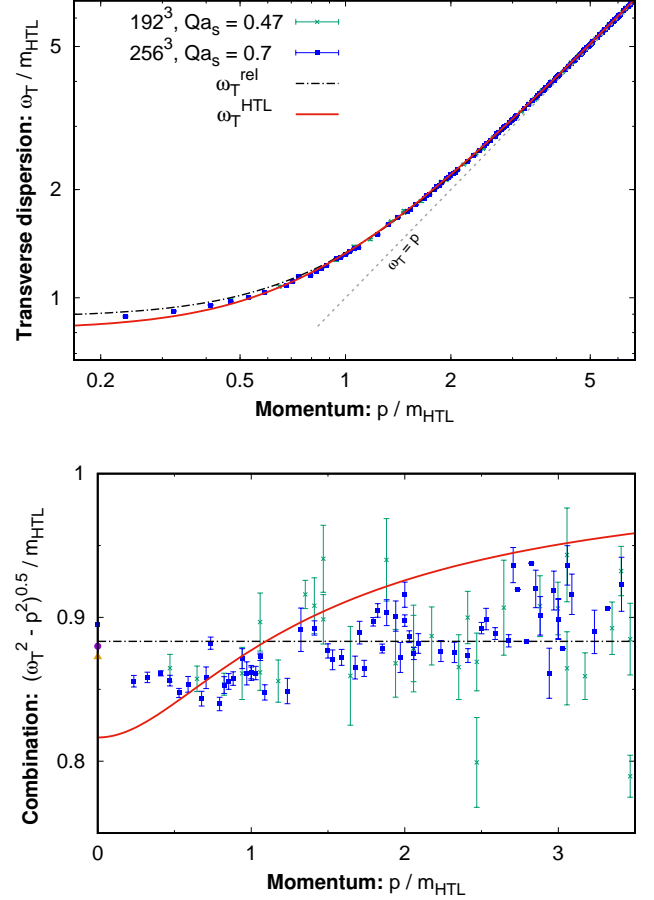 192³, Qaₛ = 0.47
256³, Qaₛ = 0.7
ω_T^rel
ω_T^HTL
Transverse dispersion: ω_T / m_HTL
5
2
1
ω_T = p
0.2 0.5 1 2 5
Momentum: p / m_HTL
Combination: (ω_T² - p²)^0.5 / m_HTL
1
0.9
0.8
0 1 2 3
Momentum: p / m_HTL